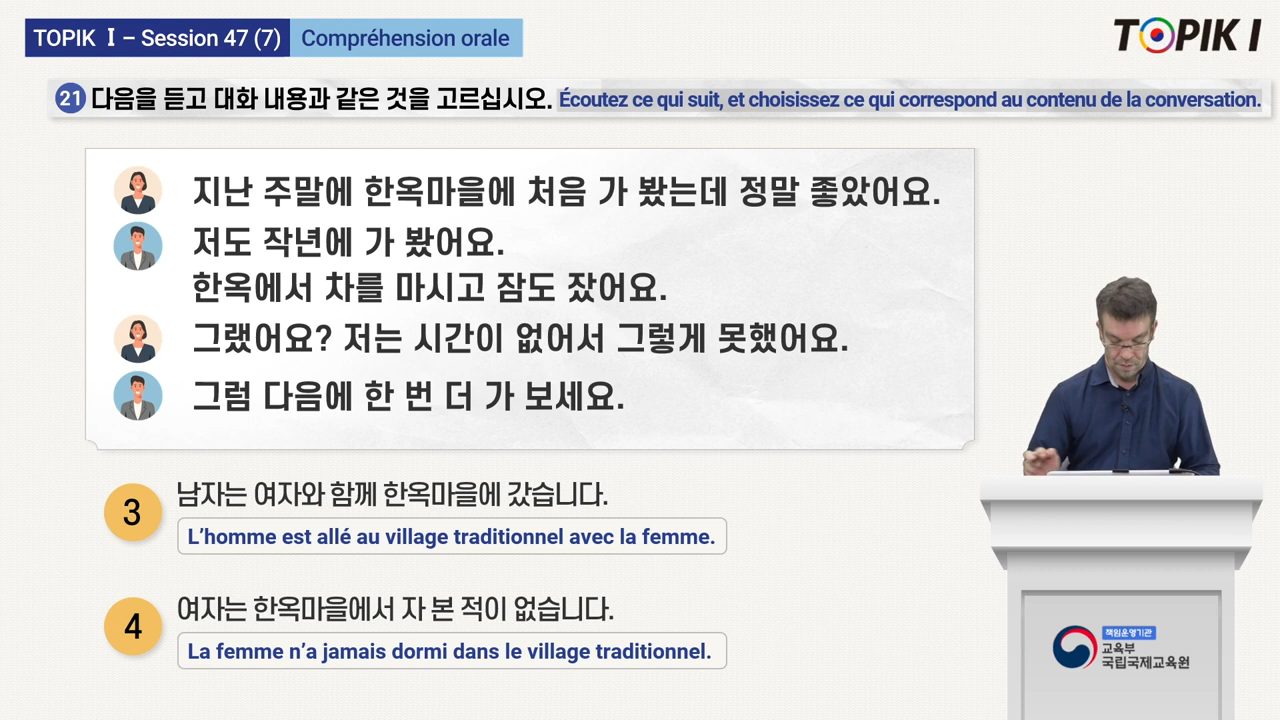 TOPIK I – Session 47 (7) Compréhension orale
TOPIK I
21 다음을 듣고 대화 내용과 같은 것을 고르십시오. Écoutez ce qui suit, et choisissez ce qui correspond au contenu de la conversation.
지난 주말에 한옥마을에 처음 가 봤는데 정말 좋았어요.
저도 작년에 가 봤어요.
한옥에서 차를 마시고 잠도 잤어요.
그랬어요? 저는 시간이 없어서 그렇게 못했어요.
그럼 다음에 한 번 더 가 보세요.
3 남자는 여자와 함께 한옥마을에 갔습니다.
L'homme est allé au village traditionnel avec la femme.
4 여자는 한옥마을에서 자 본 적이 없습니다.
La femme n'a jamais dormi dans le village traditionnel.
책임운영기관
교육부
국립국제교육원